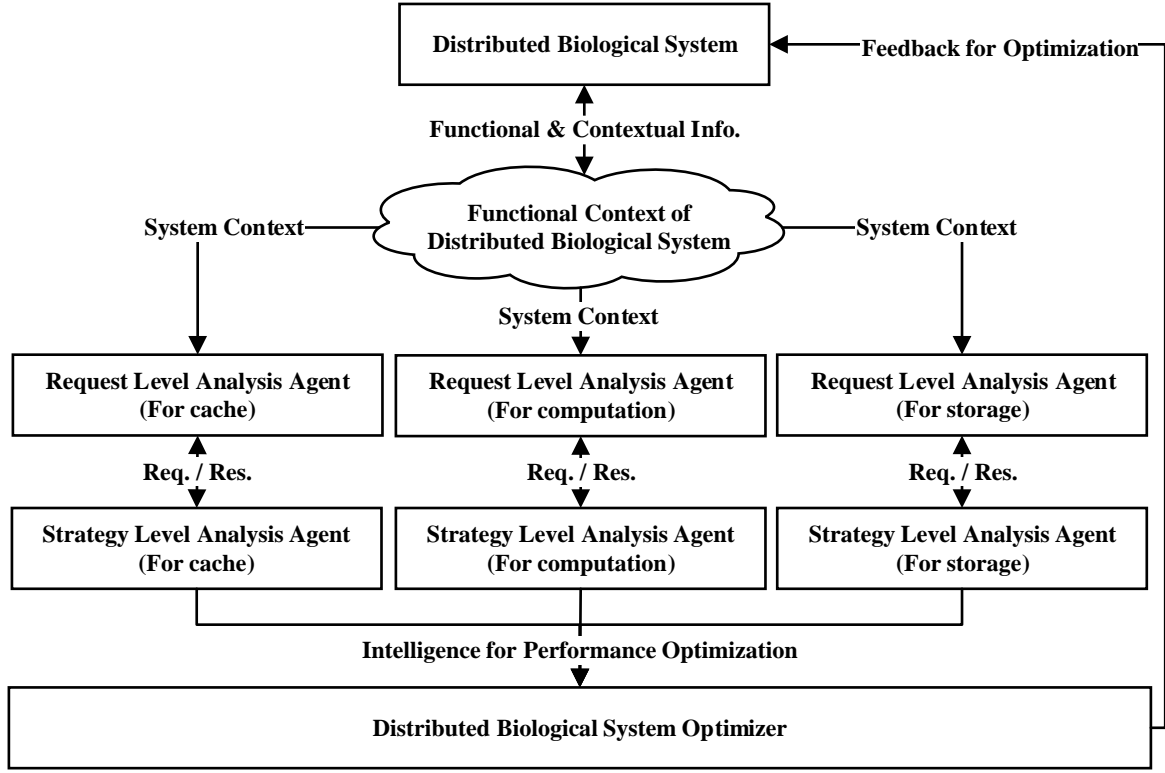 Distributed Biological System
Feedback for Optimization
Functional & Contextual Info.
Functional Context of
Distributed Biological System
System Context
System Context
System Context
Request Level Analysis Agent
(For cache)
Request Level Analysis Agent
(For computation)
Request Level Analysis Agent
(For storage)
Req. / Res.
Req. / Res.
Req. / Res.
Strategy Level Analysis Agent
(For cache)
Strategy Level Analysis Agent
(For computation)
Strategy Level Analysis Agent
(For storage)
Intelligence for Performance Optimization
Distributed Biological System Optimizer